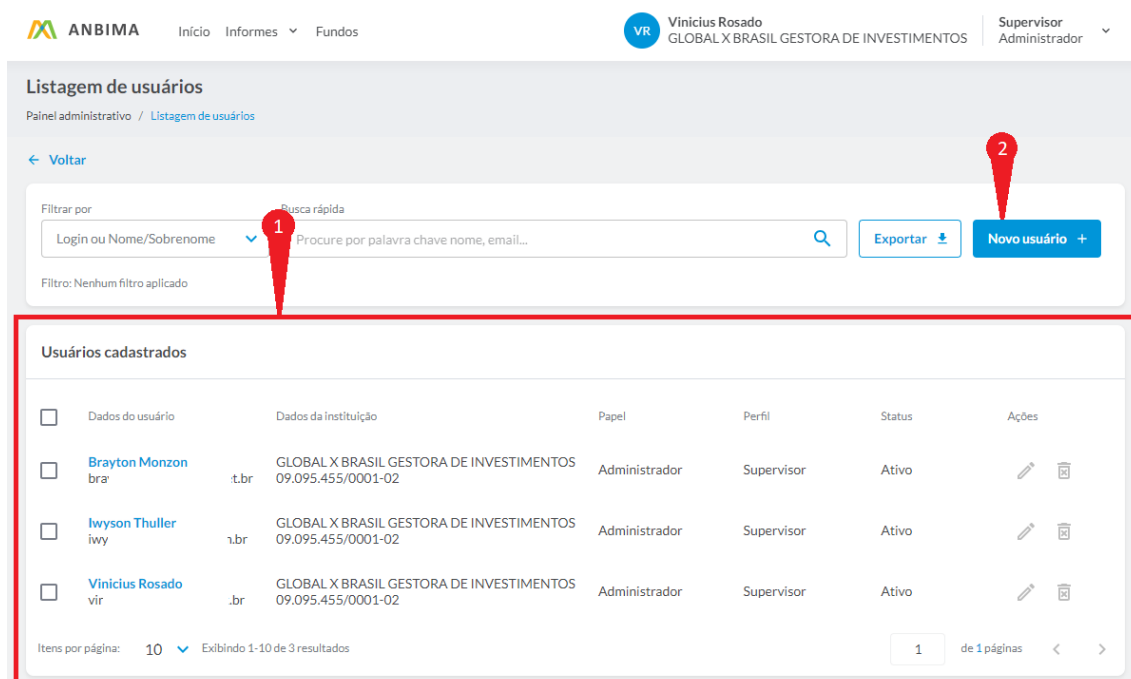 ANBIMA
Início Informes Fundos
VR
Vinicius Rosado
GLOBAL X BRASIL GESTORA DE INVESTIMENTOS
Supervisor
Administrador
Listagem de usuários
Painel administrativo / Listagem de usuários
← Voltar
2
Filtrar por
Busca rápida
1
Login ou Nome/Sobrenome
Procure por palavra chave nome, email...
Exportar
Novo usuário +
Filtro: Nenhum filtro aplicado
Usuários cadastrados
Dados do usuário Dados da instituição Papel Perfil Status Ações
Brayton Monzon
bra t.br
GLOBAL X BRASIL GESTORA DE INVESTIMENTOS
09.095.455/0001-02
Administrador Supervisor Ativo
Iwyson Thuller
iwy .br
GLOBAL X BRASIL GESTORA DE INVESTIMENTOS
09.095.455/0001-02
Administrador Supervisor Ativo
Vinicius Rosado
vir .br
GLOBAL X BRASIL GESTORA DE INVESTIMENTOS
09.095.455/0001-02
Administrador Supervisor Ativo
Itens por página: 10 Exibindo 1-10 de 3 resultados 1 de 1 páginas < >